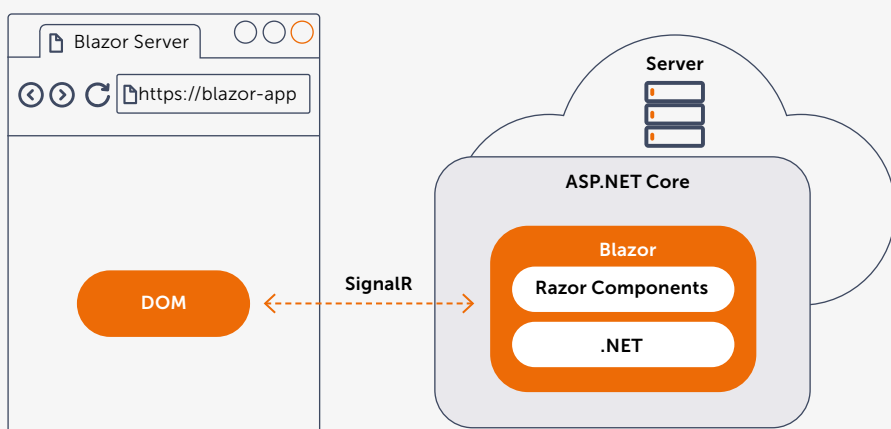 Blazor Server
https://blazor-app
DOM
SignalR
Server
ASP.NET Core
Blazor
Razor Components
.NET